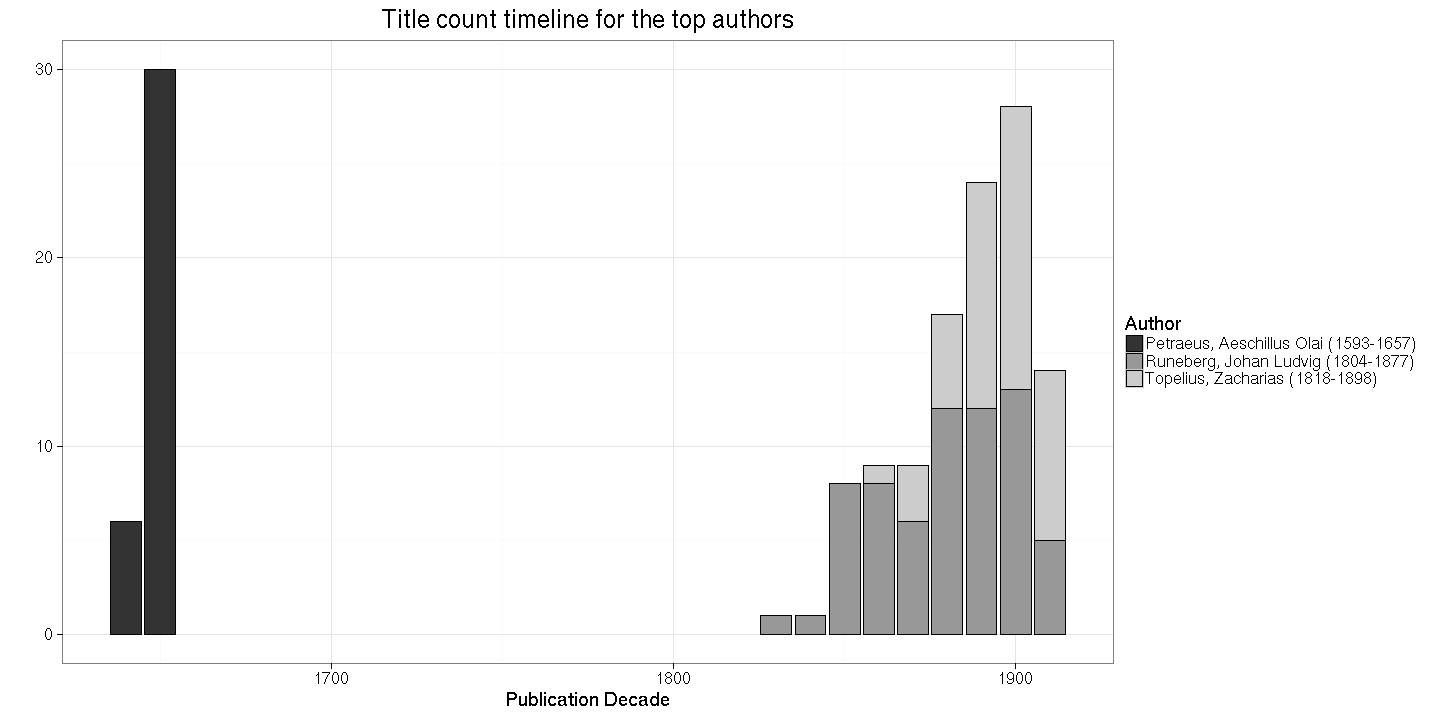 Title count timeline for the top authors
30
20
10
0
1700
1800
1900
Publication Decade
Author
Petraeus, Aeschillus Olai (1593-1657)
Runeberg, Johan Ludvig (1804-1877)
Topelius, Zacharias (1818-1898)